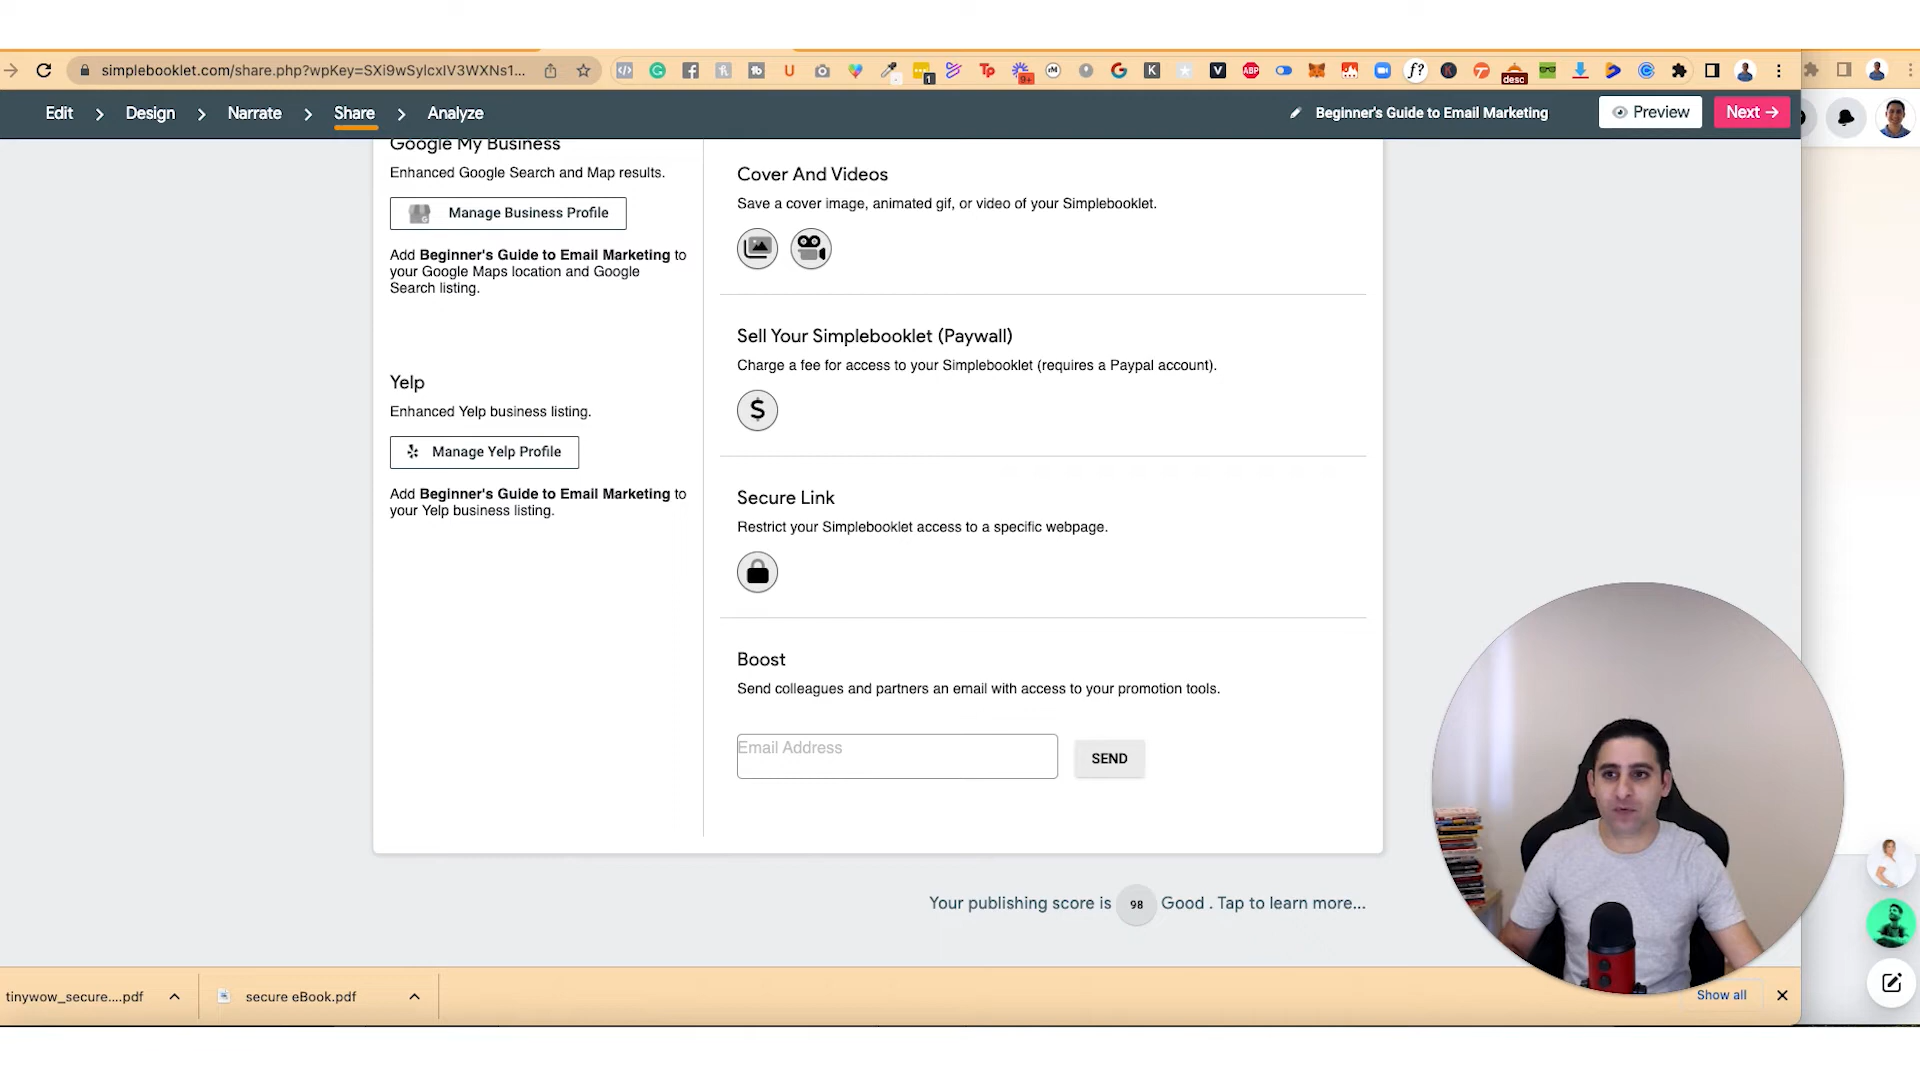 simplebooklet.com/share.php?wpKey=SXi9wSylcxIV3WXNs1...
1
9+
ABP
desc
Edit
Design
Narrate
Share
Analyze
Beginner's Guide to Email Marketing
Preview
Next →
Google My Business
Enhanced Google Search and Map results.
Manage Business Profile
Add Beginner's Guide to Email Marketing to
your Google Maps location and Google
Search listing.
Yelp
Enhanced Yelp business listing.
Manage Yelp Profile
Add Beginner's Guide to Email Marketing to
your Yelp business listing.
Cover And Videos
Save a cover image, animated gif, or video of your Simplebooklet.
Sell Your Simplebooklet (Paywall)
Charge a fee for access to your Simplebooklet (requires a Paypal account).
$
Secure Link
Restrict your Simplebooklet access to a specific webpage.
Boost
Send colleagues and partners an email with access to your promotion tools.
Email Address
SEND
Your publishing score is 98 Good . Tap to learn more...
tinywow_secure....pdf
secure eBook.pdf
Show all